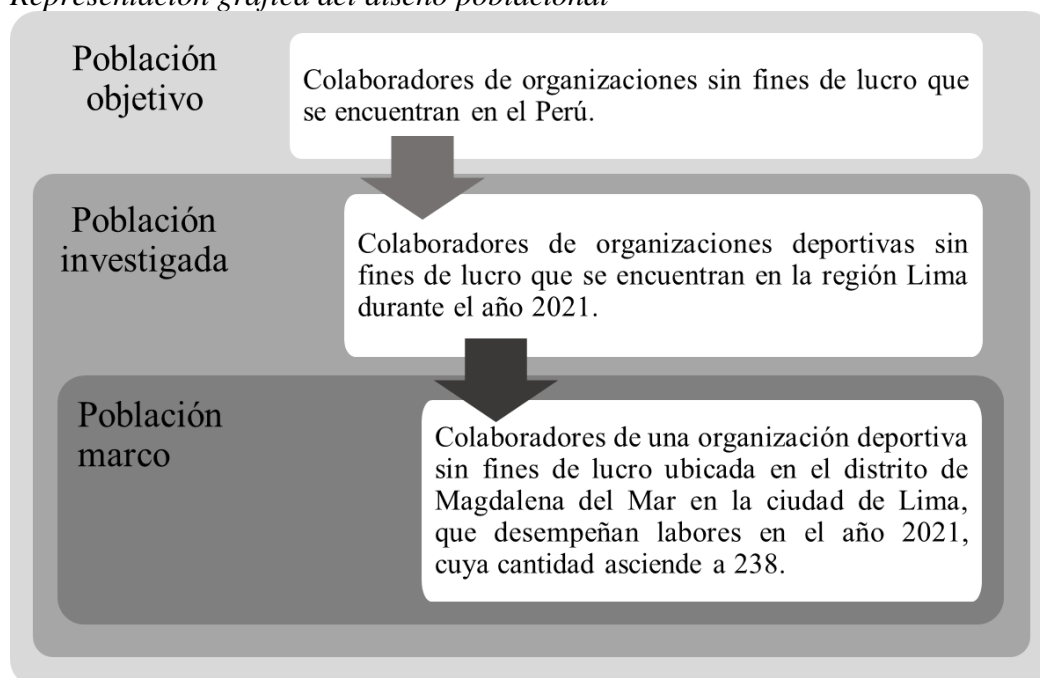 Representación gráfica del diseño poblacional
Población
objetivo
Colaboradores de organizaciones sin fines de lucro que
se encuentran en el Perú.
Población
investigada
Colaboradores de organizaciones deportivas sin
fines de lucro que se encuentran en la región Lima
durante el año 2021.
Población
marco
Colaboradores de una organización deportiva
sin fines de lucro ubicada en el distrito de
Magdalena del Mar en la ciudad de Lima,
que desempeñan labores en el año 2021,
cuya cantidad asciende a 238.